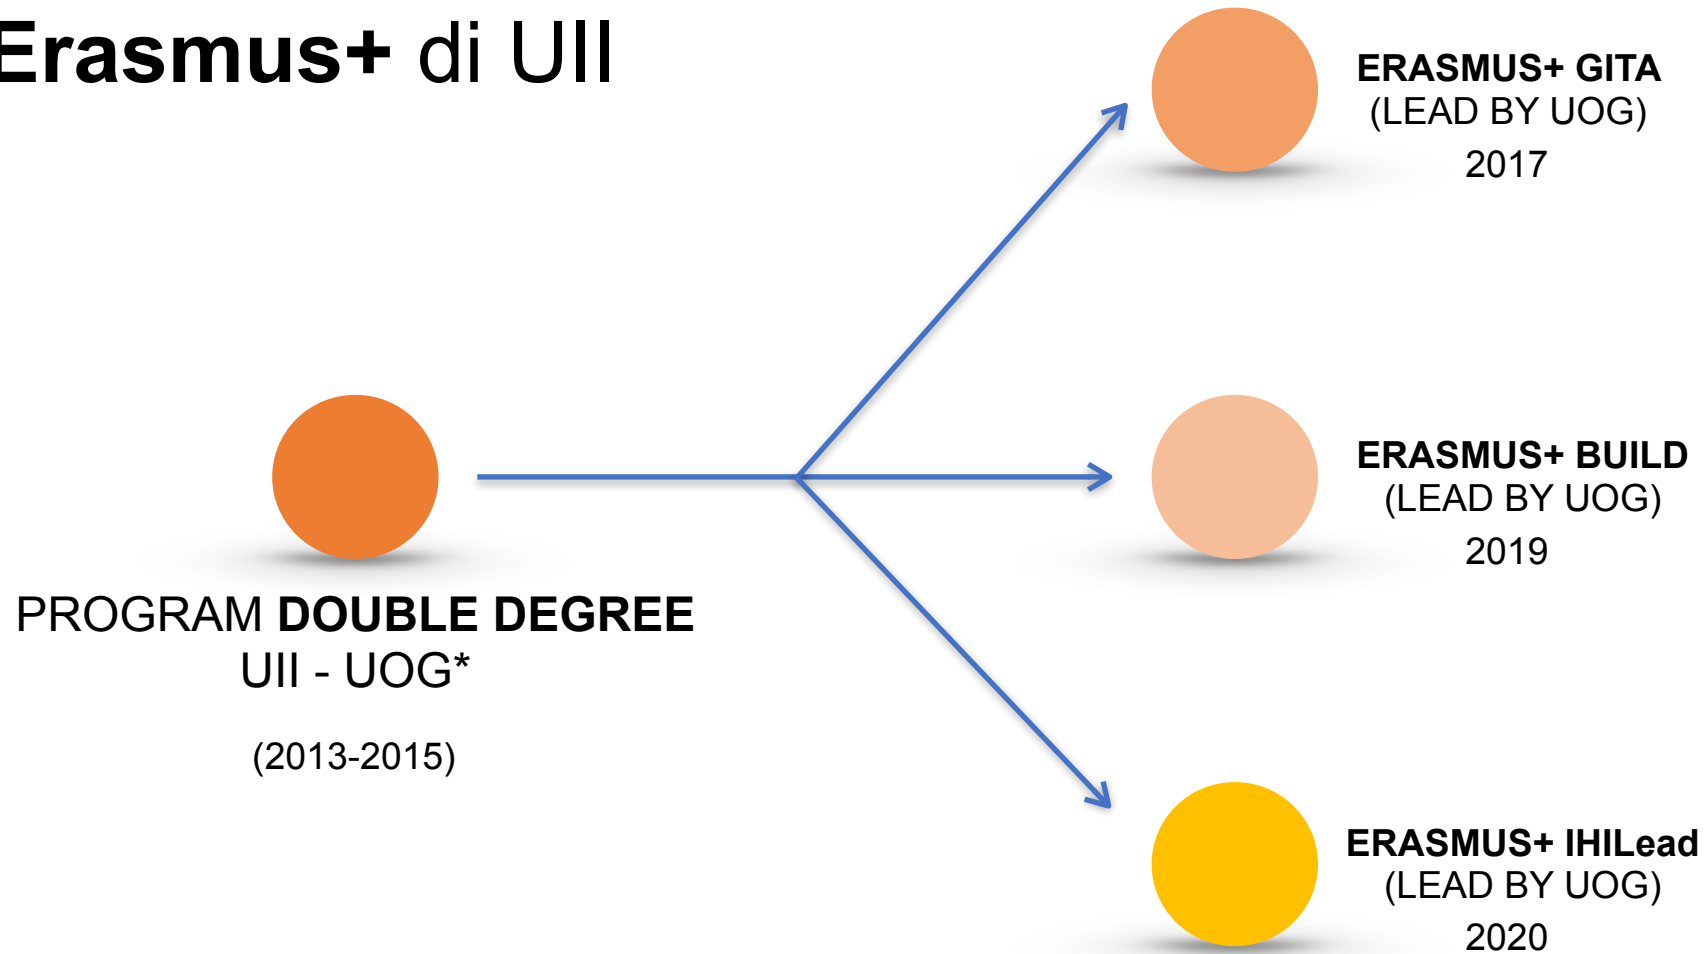 Erasmus+ di UII
ERASMUS+ GITA
(LEAD BY UOG)
2017
PROGRAM DOUBLE DEGREE
UII - UOG*
(2013-2015)
ERASMUS+ BUILD
(LEAD BY UOG)
2019
ERASMUS+ IHILead
(LEAD BY UOG)
2020